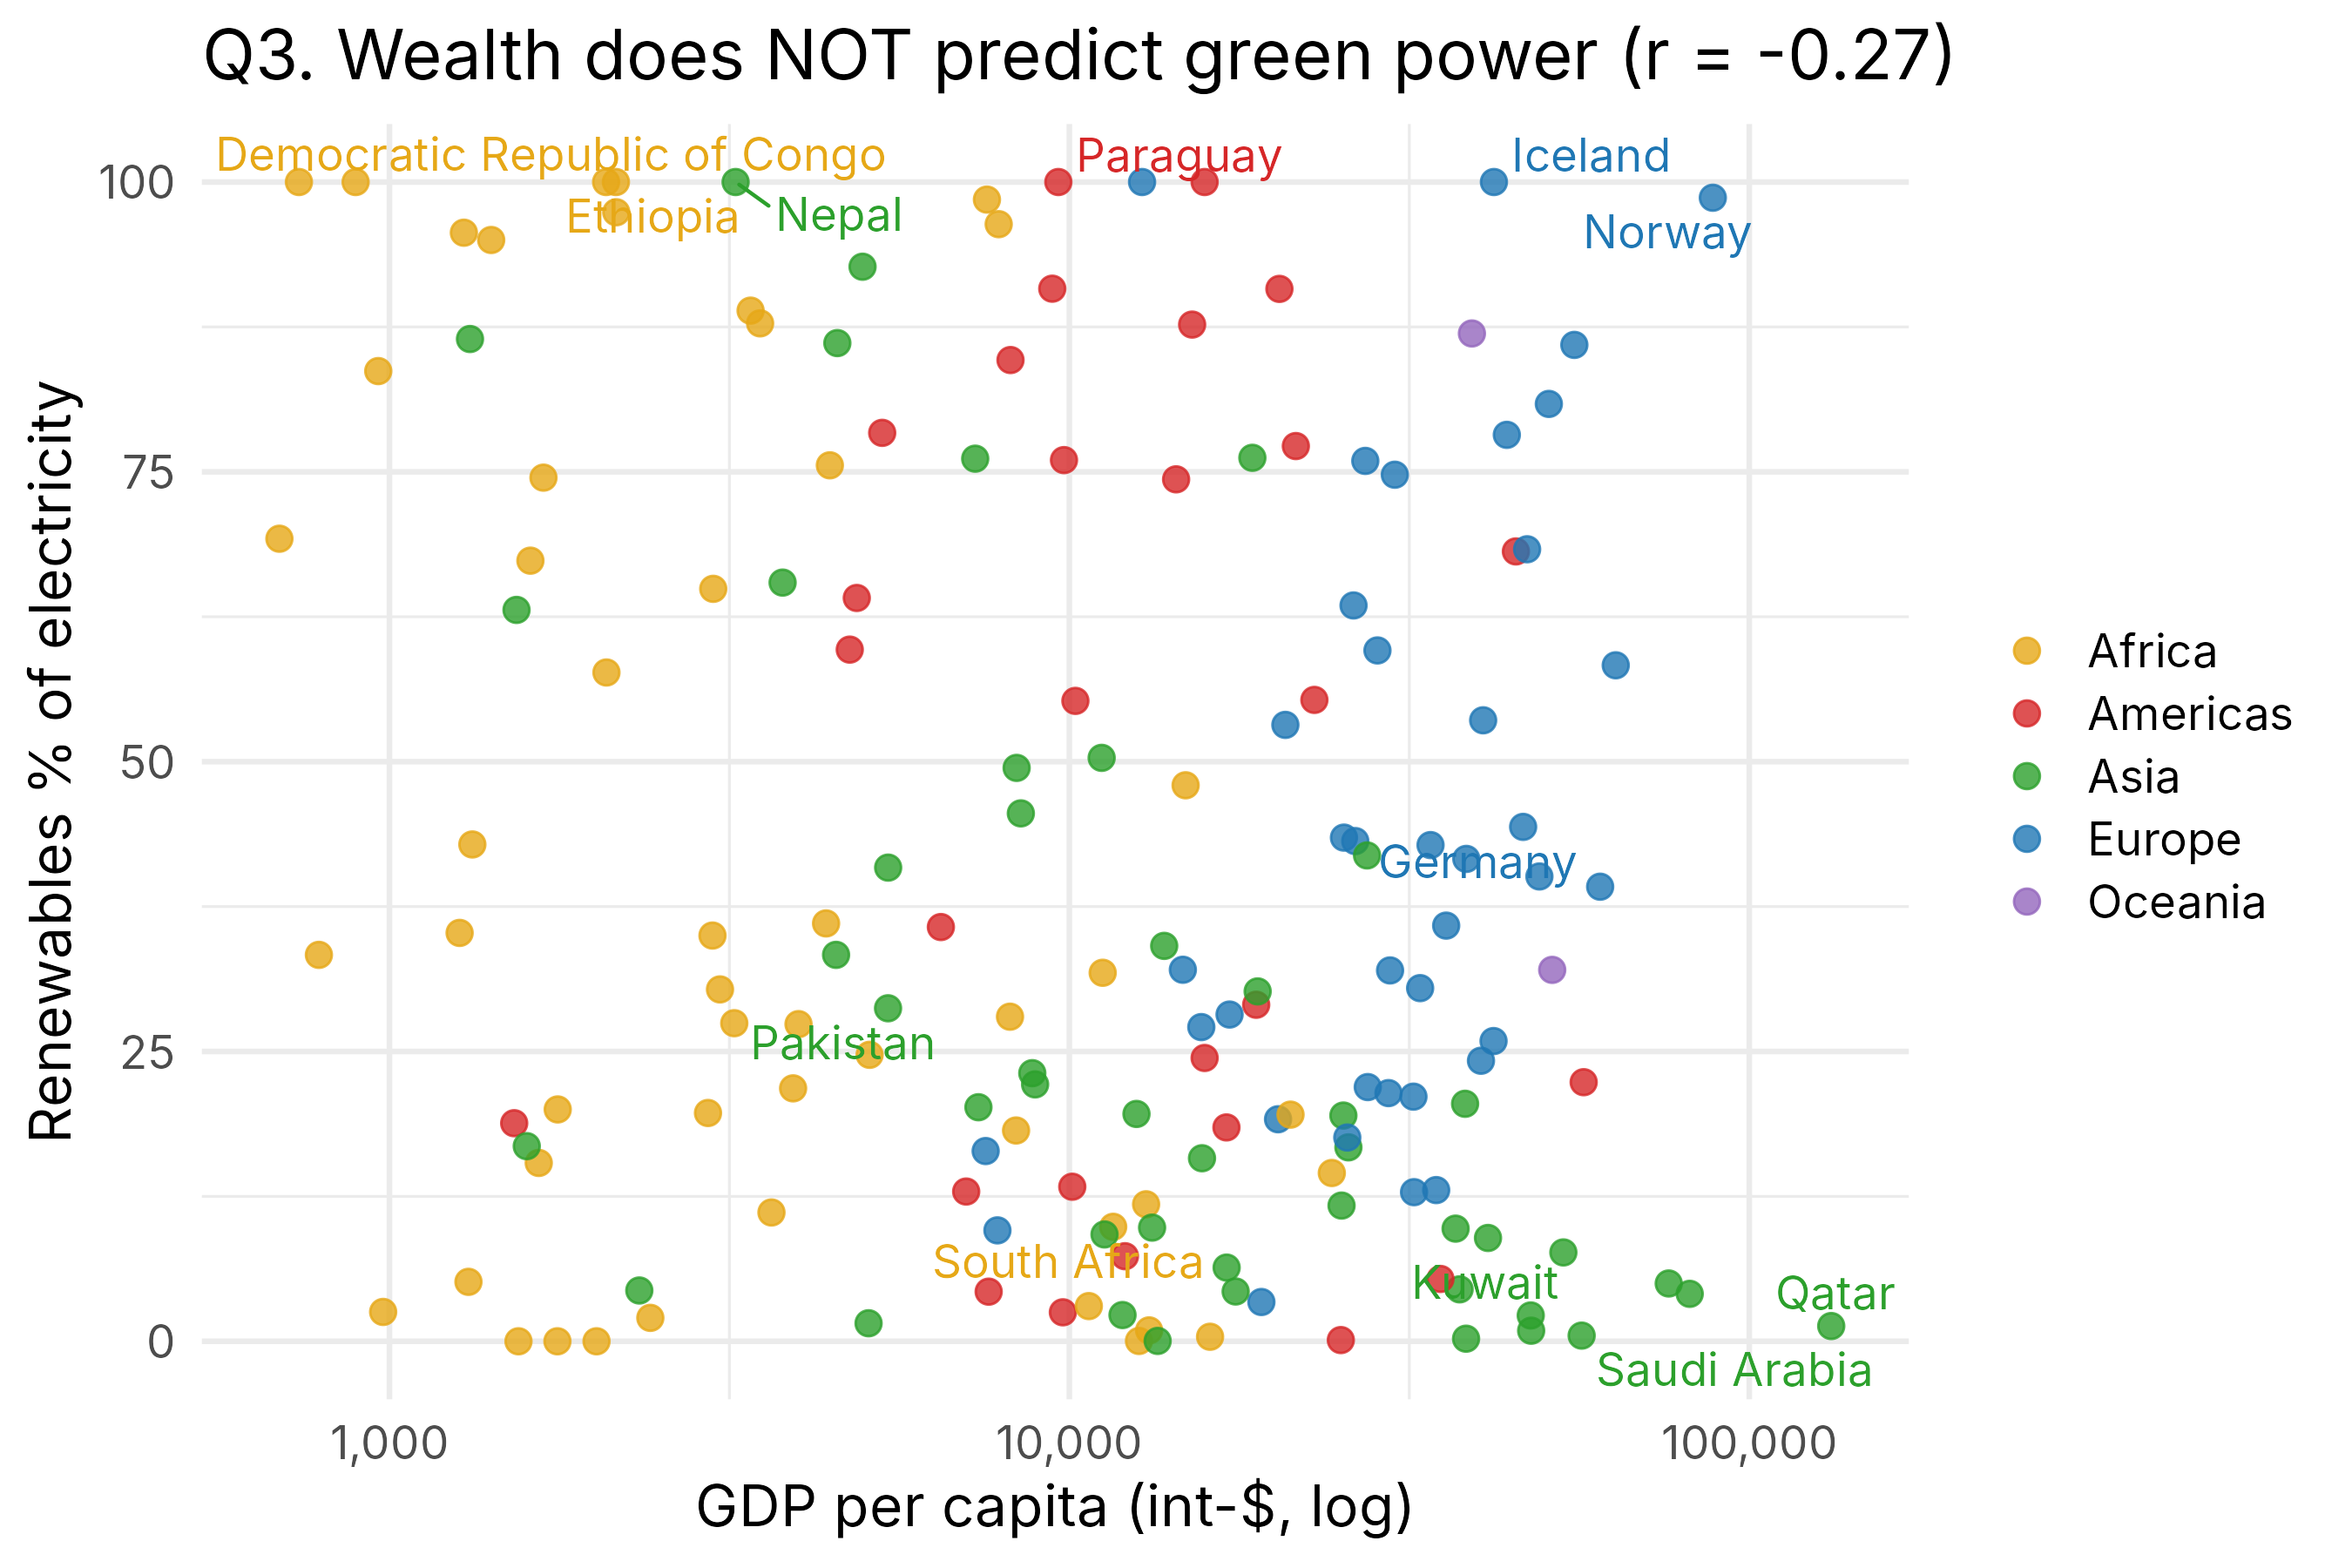 Q3. Wealth does NOT predict green power (r = -0.27)
Democratic Republic of Congo
Paraguay
Iceland
Ethiopia
Nepal
Norway
Germany
Pakistan
South Africa
Kuwait
Qatar
Saudi Arabia
100
75
50
25
0
Renewables % of electricity
1,000
10,000
100,000
GDP per capita (int-$, log)
Africa
Americas
Asia
Europe
Oceania